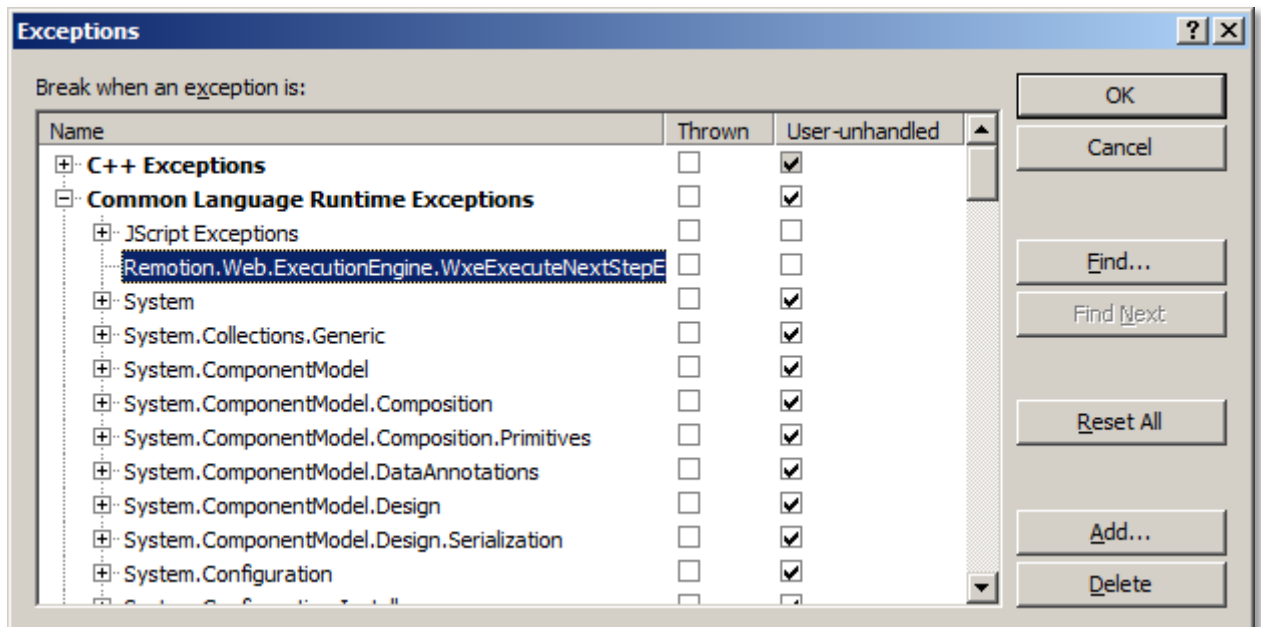 Exceptions
Break when an exception is:
Name Thrown User-unhandled
C++ Exceptions
Common Language Runtime Exceptions
JScript Exceptions
Remotion.Web.ExecutionEngine.WxeExecuteNextStepE
System
System.Collections.Generic
System.ComponentModel
System.ComponentModel.Composition
System.ComponentModel.Composition.Primitives
System.ComponentModel.DataAnnotations
System.ComponentModel.Design
System.ComponentModel.Design.Serialization
System.Configuration
OK
Cancel
Find...
Find Next
Reset All
Add...
Delete